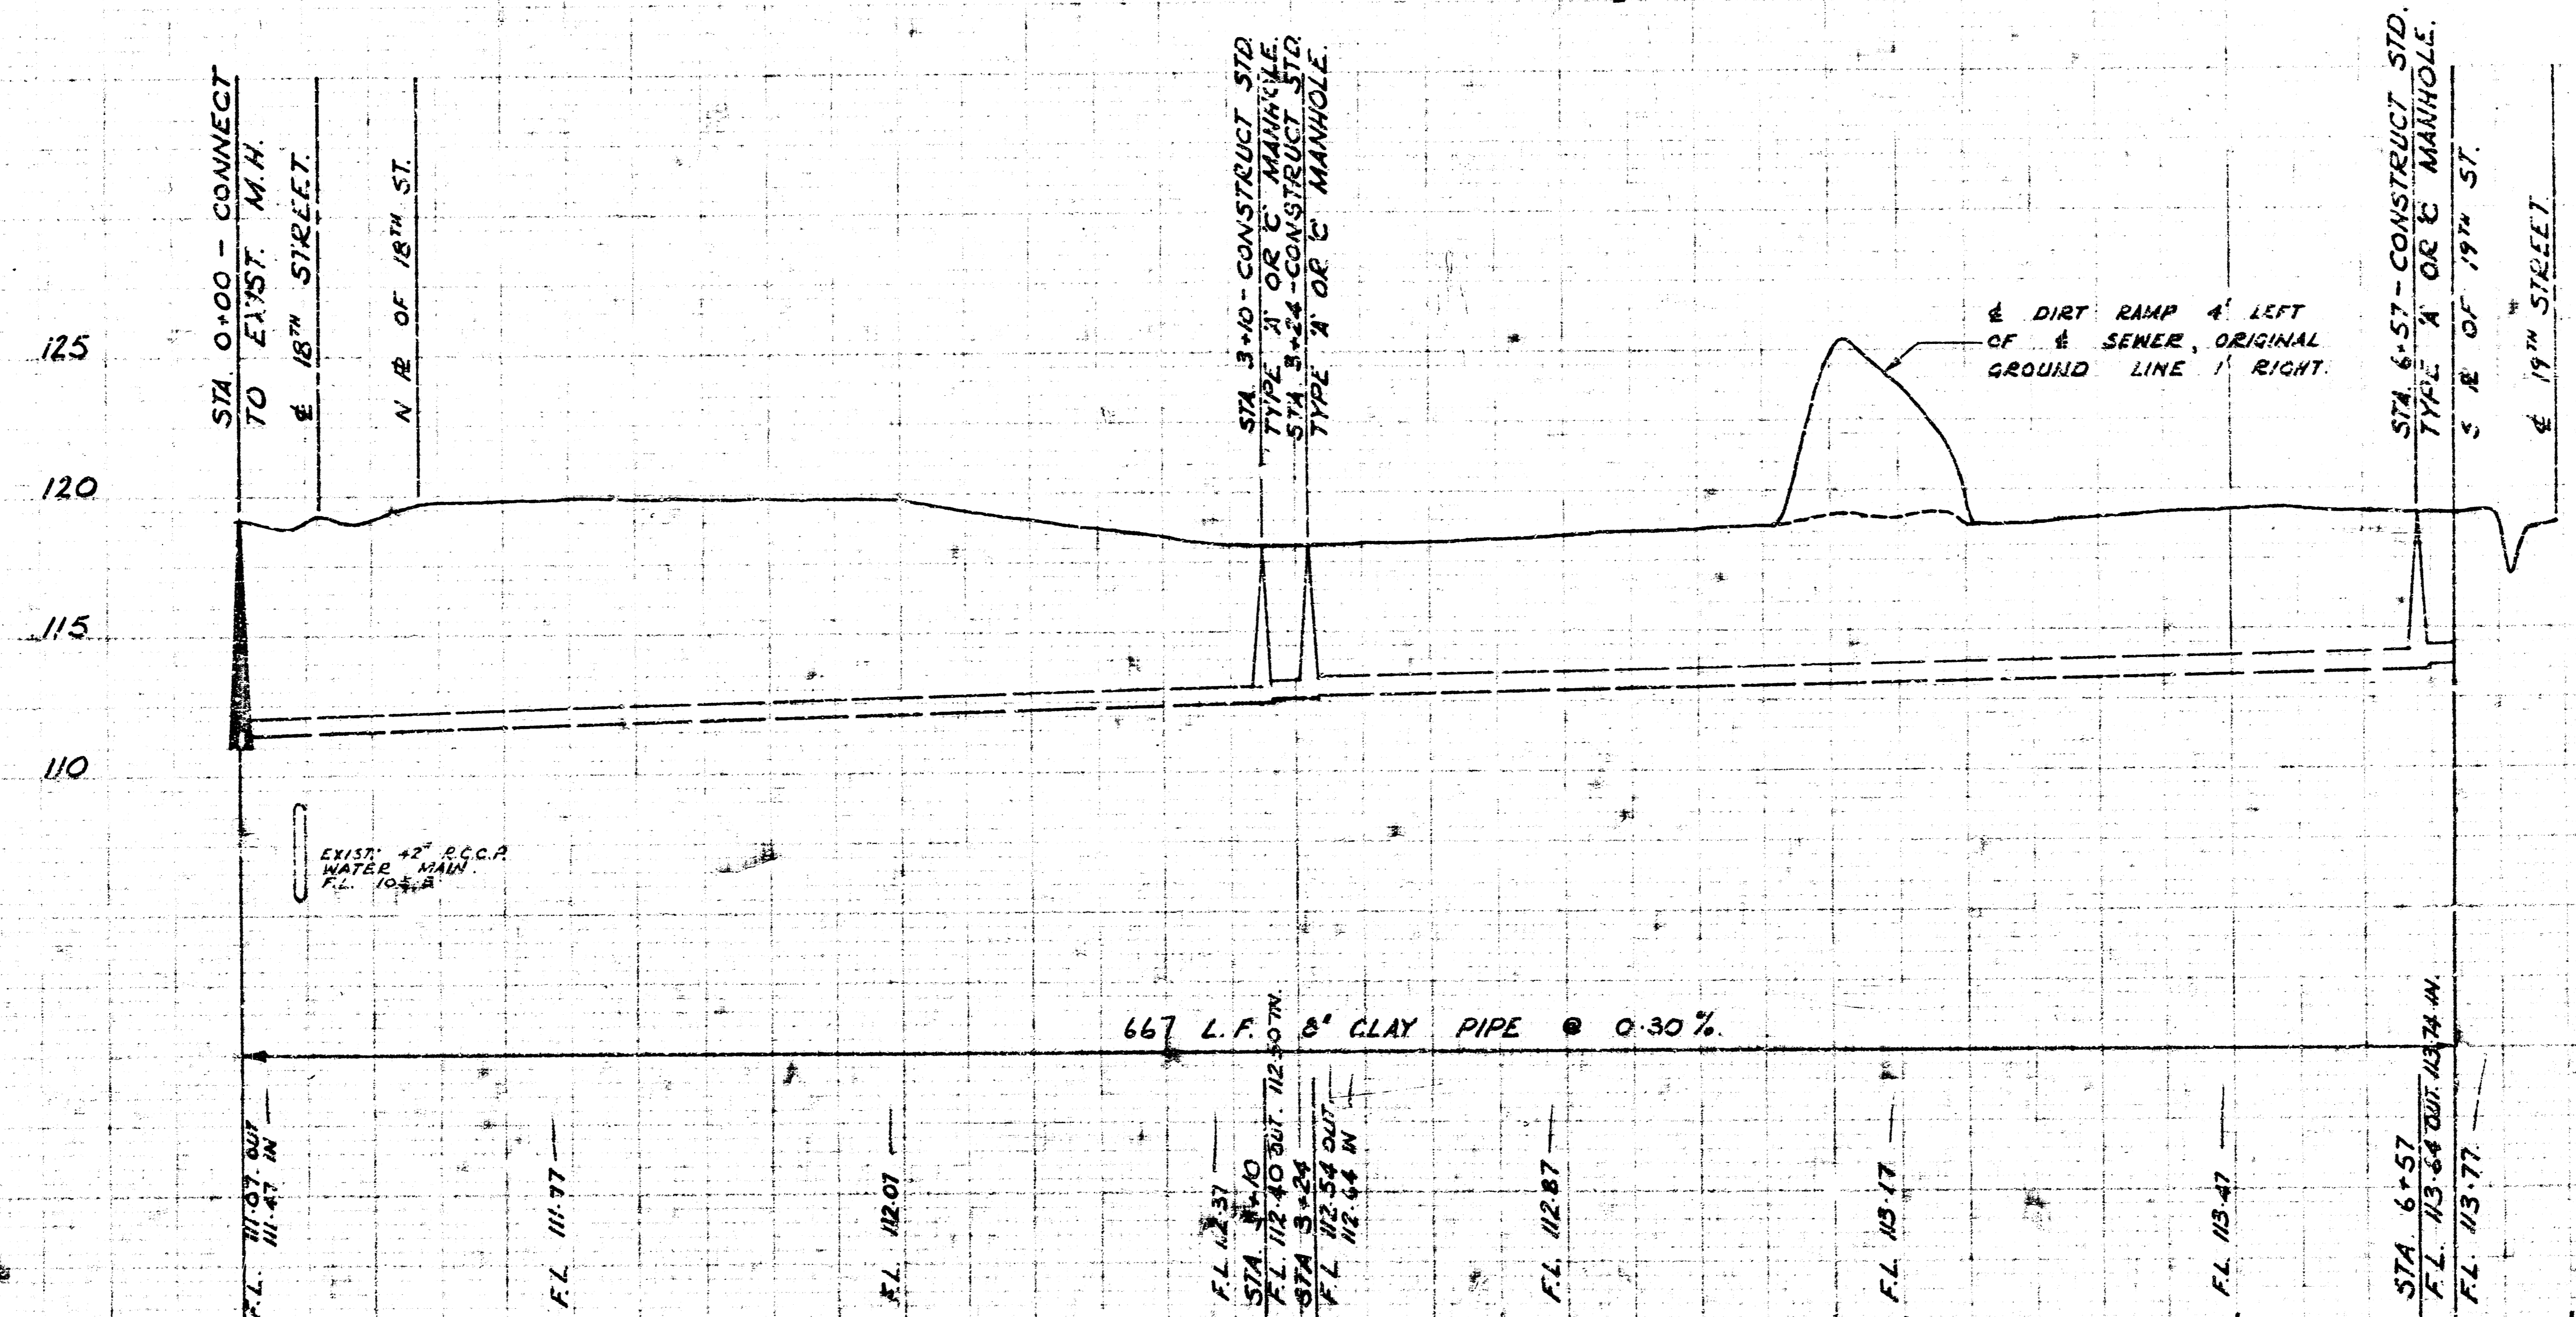 STA. 0+00 - CONNECT
TO EXIST. M.H.
℄ 18TH STREET.
N ⅊ OF 18TH ST.
STA. 3+10 - CONSTRUCT STD.
TYPE 'A' OR 'C' MANHOLE.
STA 3+24 - CONSTRUCT STD.
TYPE 'A' OR 'C' MANHOLE.
STA. 6+57 - CONSTRUCT STD.
TYPE 'A' OR 'C' MANHOLE.
S ⅊ OF 19TH ST.
℄ 19TH STREET
℄ DIRT RAMP 4' LEFT
OF ℄ SEWER, ORIGINAL
GROUND LINE 1' RIGHT.
125
120
115
110
EXIST. 42" R.C.C.P.
WATER MAIN.
F.L.
667 L.F. 8" CLAY PIPE @ 0.30%.
F.L. 111.07 OUT
111.47 IN
F.L. 111.77
F.L. 112.07
F.L. 112.37
STA. 3+10
F.L. 112.40 OUT. 112.50 IN.
STA 3+24
F.L. 112.54 OUT
112.64 IN
F.L. 112.87
F.L. 113.17
F.L. 113.47
STA 6+57
F.L. 113.64 OUT. 113.74 IN.
F.L. 113.77.